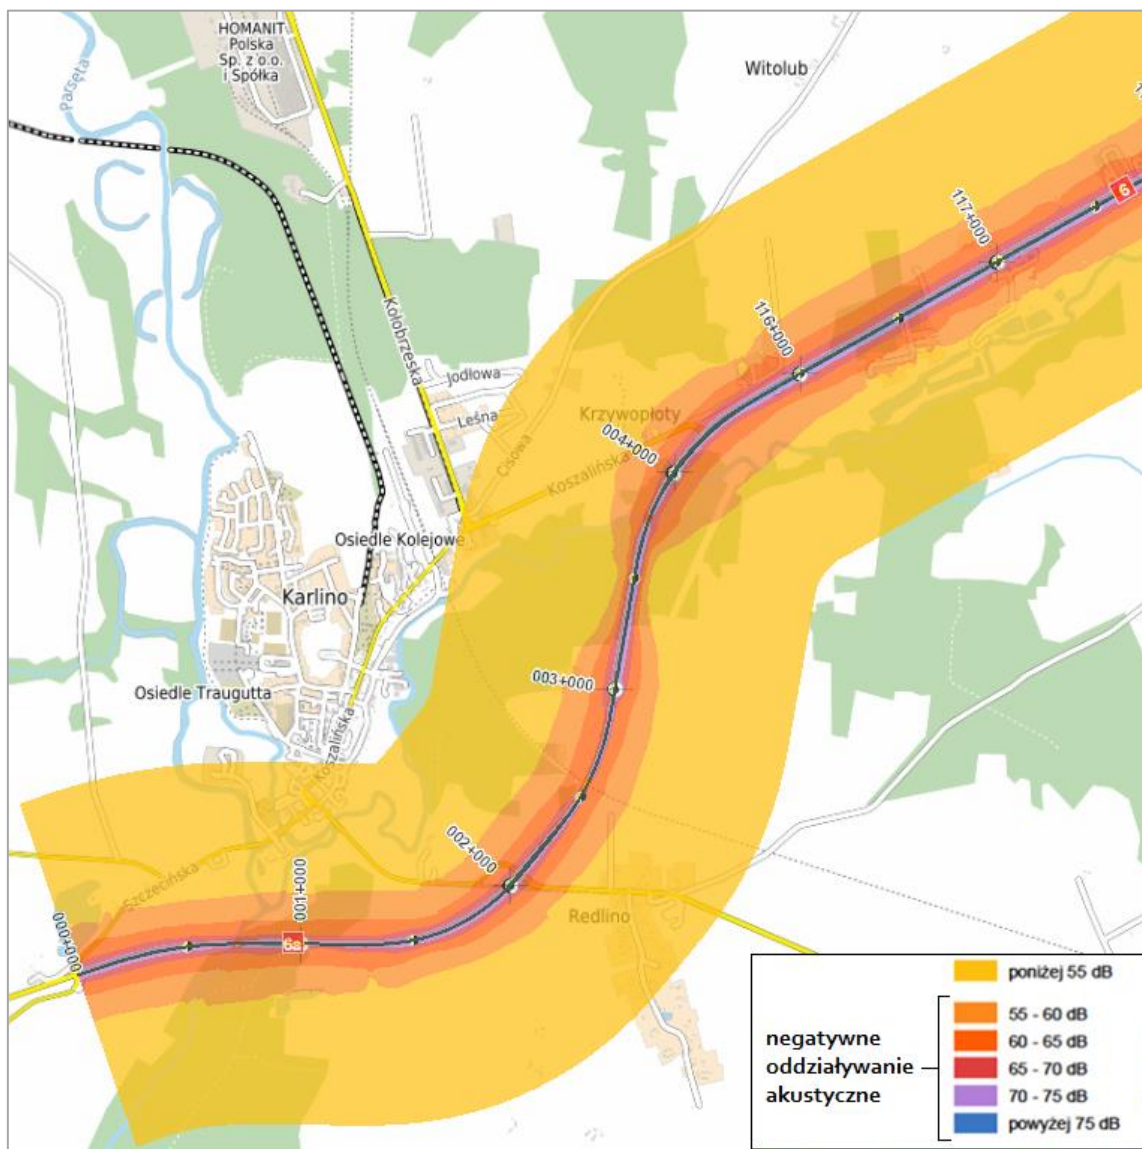 HOMANIT
Polska
Sp. z o.o.
i Spółka
Parsęta
Witolub
6
117+000
116+000
Kołobrzeska
Jodłowa
Leśna
Cisowa
Krzywopłoty
004+000
Koszalińska
Osiedle Kolejowe
Karlino
003+000
Osiedle Traugutta
Koszalińska
002+000
001+000
Szczecińska
Redlino
000+000
6a
poniżej 55 dB
negatywne
oddziaływanie
akustyczne
55 - 60 dB
60 - 65 dB
65 - 70 dB
70 - 75 dB
powyżej 75 dB